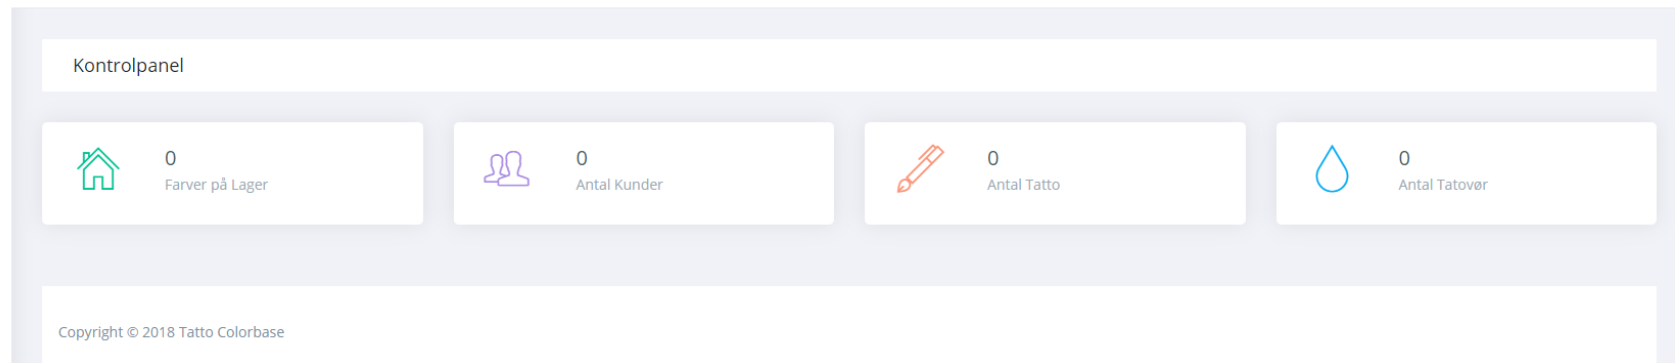 Kontrolpanel
0
Farver på Lager
0
Antal Kunder
0
Antal Tatto
0
Antal Tatovør
Copyright © 2018 Tatto Colorbase